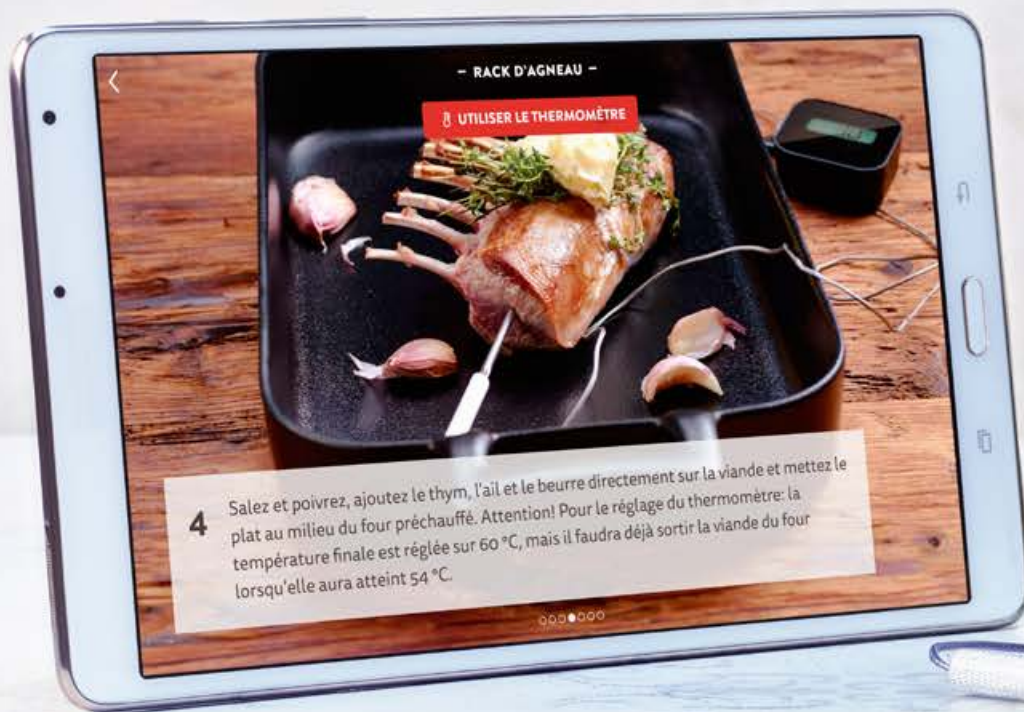 – RACK D'AGNEAU –
UTILISER LE THERMOMÈTRE
4
Salez et poivrez, ajoutez le thym, l'ail et le beurre directement sur la viande et mettez le
plat au milieu du four préchauffé. Attention! Pour le réglage du thermomètre: la
température finale est réglée sur 60 °C, mais il faudra déjà sortir la viande du four
lorsqu'elle aura atteint 54 °C.